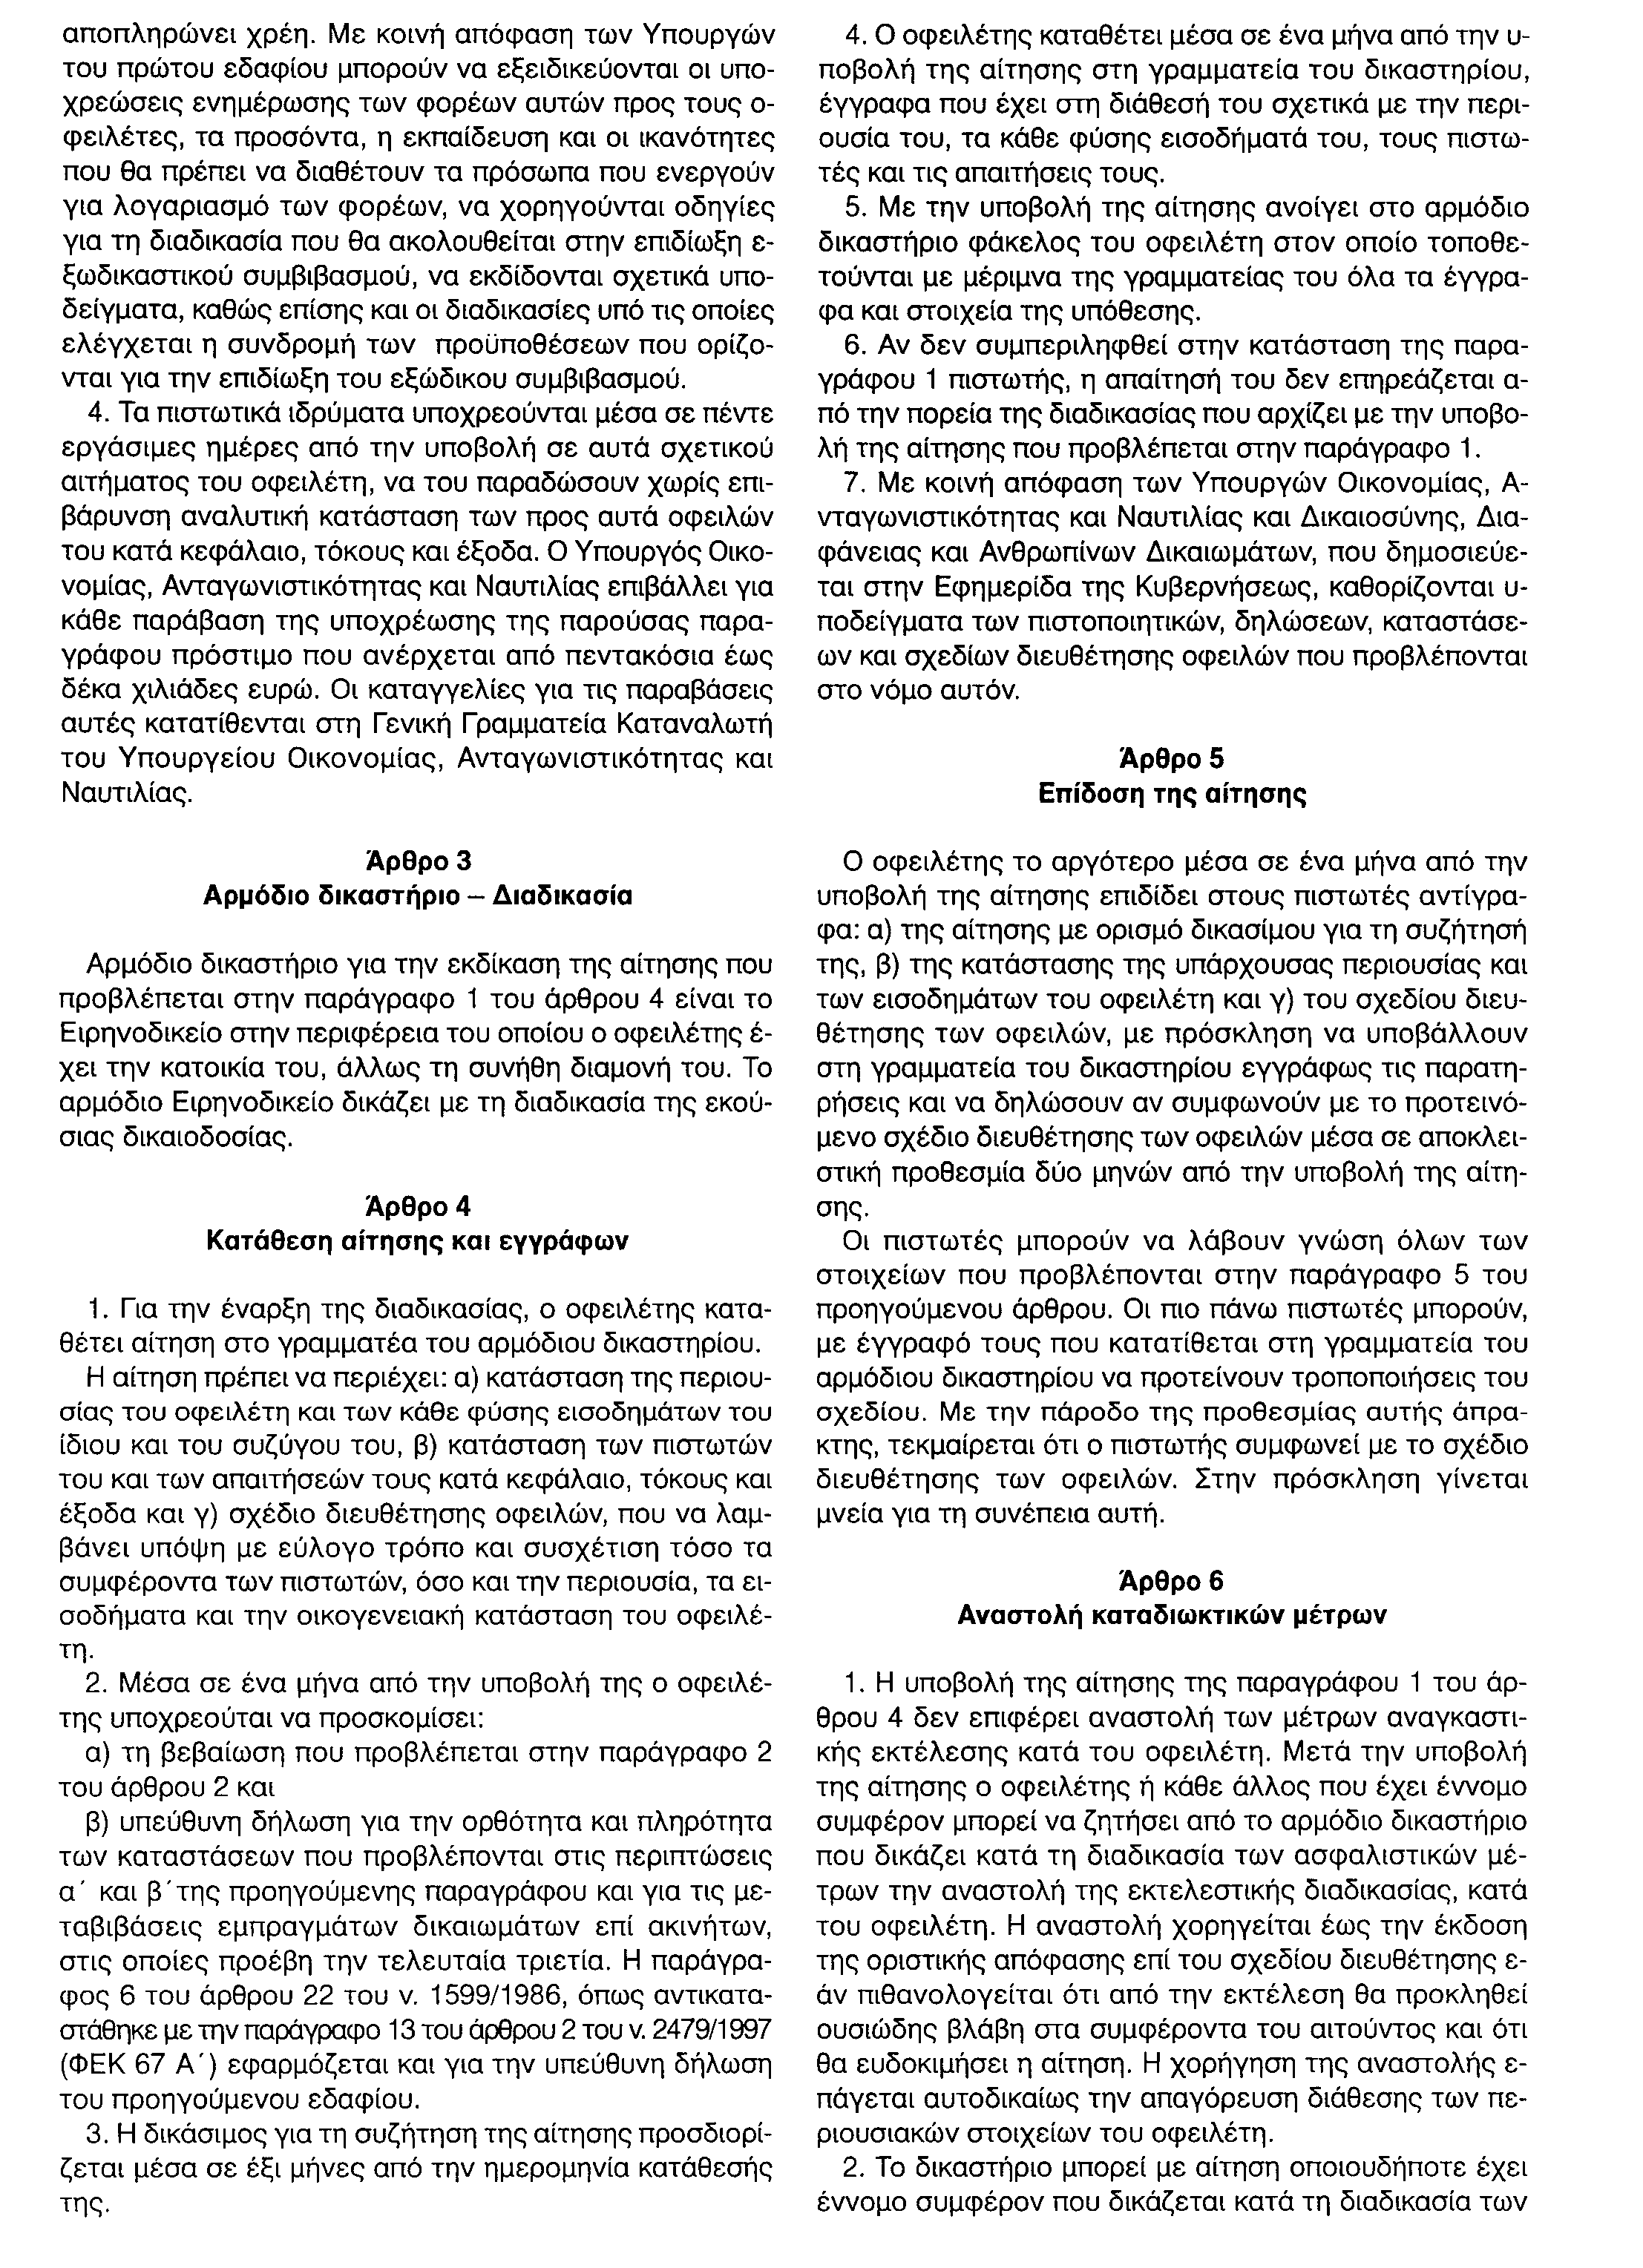 αποπληρώνει χρέη. Με κοινή απόφαση των Υπουργών
του πρώτου εδαφίου μπορούν να εξειδικεύονται οι υπο-
χρεώσεις ενημέρωσης των φορέων αυτών προς τους ο-
φειλέτες, τα προσόντα, η εκπαίδευση και οι ικανότητες
που θα πρέπει να διαθέτουν τα πρόσωπα που ενεργούν
για λογαριασμό των φορέων, να χορηγούνται οδηγίες
για τη διαδικασία που θα ακολουθείται στην επιδίωξη ε-
ξωδικαστικού συμβιβασμού, να εκδίδονται σχετικά υπο-
δείγματα, καθώς επίσης και οι διαδικασίες υπό τις οποίες
ελέγχεται η συνδρομή των προϋποθέσεων που ορίζο-
νται για την επιδίωξη του εξώδικου συμβιβασμού.
4. Τα πιστωτικά ιδρύματα υποχρεούνται μέσα σε πέντε
εργάσιμες ημέρες από την υποβολή σε αυτά σχετικού
αιτήματος του οφειλέτη, να του παραδώσουν χωρίς επι-
βάρυνση αναλυτική κατάσταση των προς αυτά οφειλών
του κατά κεφάλαιο, τόκους και έξοδα. Ο Υπουργός Οικο-
νομίας, Ανταγωνιστικότητας και Ναυτιλίας επιβάλλει για
κάθε παράβαση της υποχρέωσης της παρούσας παρα-
γράφου πρόστιμο που ανέρχεται από πεντακόσια έως
δέκα χιλιάδες ευρώ. Οι καταγγελίες για τις παραβάσεις
αυτές κατατίθενται στη Γενική Γραμματεία Καταναλωτή
του Υπουργείου Οικονομίας, Ανταγωνιστικότητας και
Ναυτιλίας.
Άρθρο 3
Αρμόδιο δικαστήριο – Διαδικασία
Αρμόδιο δικαστήριο για την εκδίκαση της αίτησης που
προβλέπεται στην παράγραφο 1 του άρθρου 4 είναι το
Ειρηνοδικείο στην περιφέρεια του οποίου ο οφειλέτης έ-
χει την κατοικία του, άλλως τη συνήθη διαμονή του. Το
αρμόδιο Ειρηνοδικείο δικάζει με τη διαδικασία της εκού-
σιας δικαιοδοσίας.
Άρθρο 4
Κατάθεση αίτησης και εγγράφων
1. Για την έναρξη της διαδικασίας, ο οφειλέτης κατα-
θέτει αίτηση στο γραμματέα του αρμόδιου δικαστηρίου.
Η αίτηση πρέπει να περιέχει: α) κατάσταση της περιου-
σίας του οφειλέτη και των κάθε φύσης εισοδημάτων του
ίδιου και του συζύγου του, β) κατάσταση των πιστωτών
του και των απαιτήσεών τους κατά κεφάλαιο, τόκους και
έξοδα και γ) σχέδιο διευθέτησης οφειλών, που να λαμ-
βάνει υπόψη με εύλογο τρόπο και συσχέτιση τόσο τα
συμφέροντα των πιστωτών, όσο και την περιουσία, τα ει-
σοδήματα και την οικογενειακή κατάσταση του οφειλέ-
τη.
2. Μέσα σε ένα μήνα από την υποβολή της ο οφειλέ-
της υποχρεούται να προσκομίσει:
α) τη βεβαίωση που προβλέπεται στην παράγραφο 2
του άρθρου 2 και
β) υπεύθυνη δήλωση για την ορθότητα και πληρότητα
των καταστάσεων που προβλέπονται στις περιπτώσεις
α΄ και β΄της προηγούμενης παραγράφου και για τις με-
ταβιβάσεις εμπραγμάτων δικαιωμάτων επί ακινήτων,
στις οποίες προέβη την τελευταία τριετία. Η παράγρα-
φος 6 του άρθρου 22 του ν. 1599/1986, όπως αντικατα-
στάθηκε με την παράγραφο 13 του άρθρου 2 του ν. 2479/1997
(ΦΕΚ 67 Α΄) εφαρμόζεται και για την υπεύθυνη δήλωση
του προηγούμενου εδαφίου.
3. Η δικάσιμος για τη συζήτηση της αίτησης προσδιορί-
ζεται μέσα σε έξι μήνες από την ημερομηνία κατάθεσής
της.
4. Ο οφειλέτης καταθέτει μέσα σε ένα μήνα από την υ-
ποβολή της αίτησης στη γραμματεία του δικαστηρίου,
έγγραφα που έχει στη διάθεσή του σχετικά με την περι-
ουσία του, τα κάθε φύσης εισοδήματά του, τους πιστω-
τές και τις απαιτήσεις τους.
5. Με την υποβολή της αίτησης ανοίγει στο αρμόδιο
δικαστήριο φάκελος του οφειλέτη στον οποίο τοποθε-
τούνται με μέριμνα της γραμματείας του όλα τα έγγρα-
φα και στοιχεία της υπόθεσης.
6. Αν δεν συμπεριληφθεί στην κατάσταση της παρα-
γράφου 1 πιστωτής, η απαίτησή του δεν επηρεάζεται α-
πό την πορεία της διαδικασίας που αρχίζει με την υποβο-
λή της αίτησης που προβλέπεται στην παράγραφο 1.
7. Με κοινή απόφαση των Υπουργών Οικονομίας, Α-
νταγωνιστικότητας και Ναυτιλίας και Δικαιοσύνης, Δια-
φάνειας και Ανθρωπίνων Δικαιωμάτων, που δημοσιεύε-
ται στην Εφημερίδα της Κυβερνήσεως, καθορίζονται υ-
ποδείγματα των πιστοποιητικών, δηλώσεων, καταστάσε-
ων και σχεδίων διευθέτησης οφειλών που προβλέπονται
στο νόμο αυτόν.
Άρθρο 5
Επίδοση της αίτησης
Ο οφειλέτης το αργότερο μέσα σε ένα μήνα από την
υποβολή της αίτησης επιδίδει στους πιστωτές αντίγρα-
φα: α) της αίτησης με ορισμό δικασίμου για τη συζήτησή
της, β) της κατάστασης της υπάρχουσας περιουσίας και
των εισοδημάτων του οφειλέτη και γ) του σχεδίου διευ-
θέτησης των οφειλών, με πρόσκληση να υποβάλλουν
στη γραμματεία του δικαστηρίου εγγράφως τις παρατη-
ρήσεις και να δηλώσουν αν συμφωνούν με το προτεινό-
μενο σχέδιο διευθέτησης των οφειλών μέσα σε αποκλει-
στική προθεσμία δύο μηνών από την υποβολή της αίτη-
σης.
Οι πιστωτές μπορούν να λάβουν γνώση όλων των
στοιχείων που προβλέπονται στην παράγραφο 5 του
προηγούμενου άρθρου. Οι πιο πάνω πιστωτές μπορούν,
με έγγραφό τους που κατατίθεται στη γραμματεία του
αρμόδιου δικαστηρίου να προτείνουν τροποποιήσεις του
σχεδίου. Με την πάροδο της προθεσμίας αυτής άπρα-
κτης, τεκμαίρεται ότι ο πιστωτής συμφωνεί με το σχέδιο
διευθέτησης των οφειλών. Στην πρόσκληση γίνεται
μνεία για τη συνέπεια αυτή.
Άρθρο 6
Αναστολή καταδιωκτικών μέτρων
1. Η υποβολή της αίτησης της παραγράφου 1 του άρ-
θρου 4 δεν επιφέρει αναστολή των μέτρων αναγκαστι-
κής εκτέλεσης κατά του οφειλέτη. Μετά την υποβολή
της αίτησης ο οφειλέτης ή κάθε άλλος που έχει έννομο
συμφέρον μπορεί να ζητήσει από το αρμόδιο δικαστήριο
που δικάζει κατά τη διαδικασία των ασφαλιστικών μέ-
τρων την αναστολή της εκτελεστικής διαδικασίας, κατά
του οφειλέτη. Η αναστολή χορηγείται έως την έκδοση
της οριστικής απόφασης επί του σχεδίου διευθέτησης ε-
άν πιθανολογείται ότι από την εκτέλεση θα προκληθεί
ουσιώδης βλάβη στα συμφέροντα του αιτούντος και ότι
θα ευδοκιμήσει η αίτηση. Η χορήγηση της αναστολής ε-
πάγεται αυτοδικαίως την απαγόρευση διάθεσης των πε-
ριουσιακών στοιχείων του οφειλέτη.
2. Το δικαστήριο μπορεί με αίτηση οποιουδήποτε έχει
έννομο συμφέρον που δικάζεται κατά τη διαδικασία των